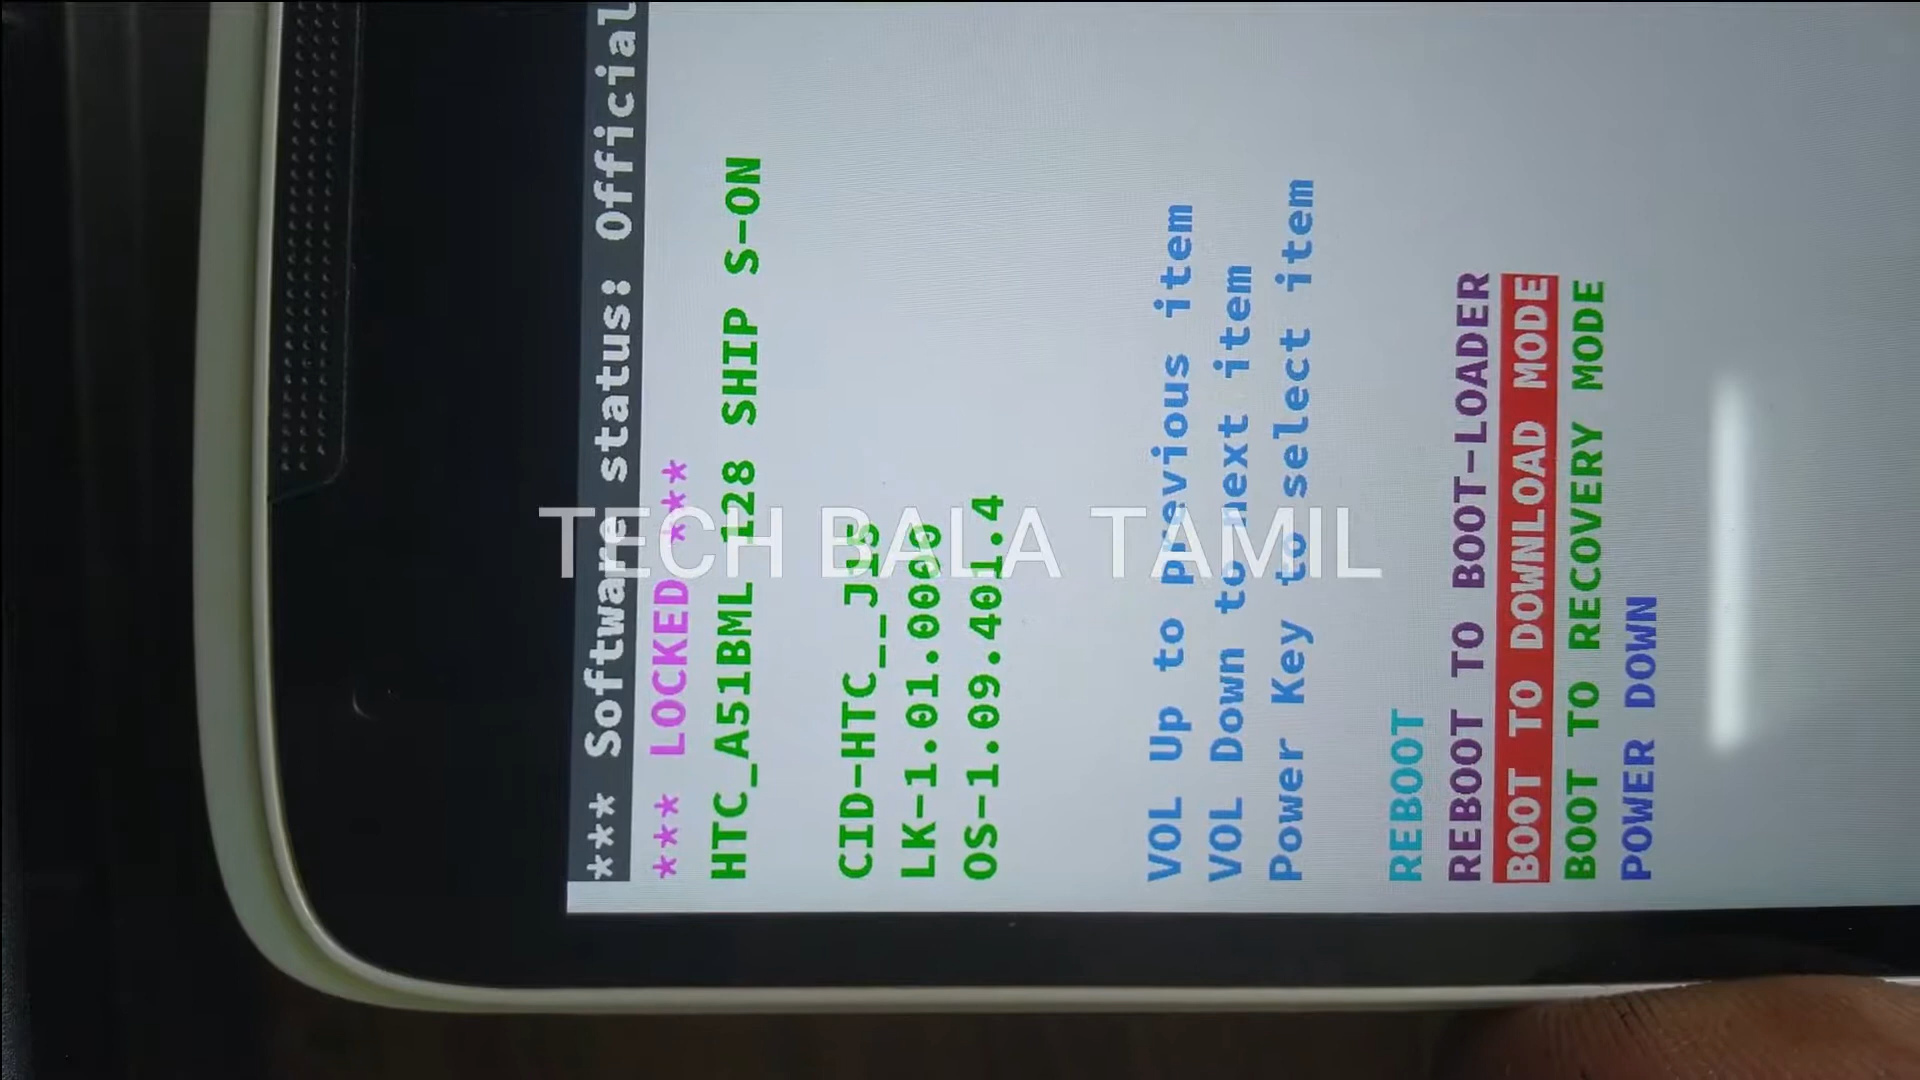 *** Software status: Official
*** LOCKED ***
HTC_A51BML 128 SHIP S-ON
CID-HTC__J15
LK-1.01.0000
OS-1.09.401.4
VOL Up to previous item
VOL Down to next item
Power Key to select item
REBOOT
REBOOT TO BOOT-LOADER
BOOT TO DOWNLOAD MODE
BOOT TO RECOVERY MODE
POWER DOWN
TECH BALA TAMIL